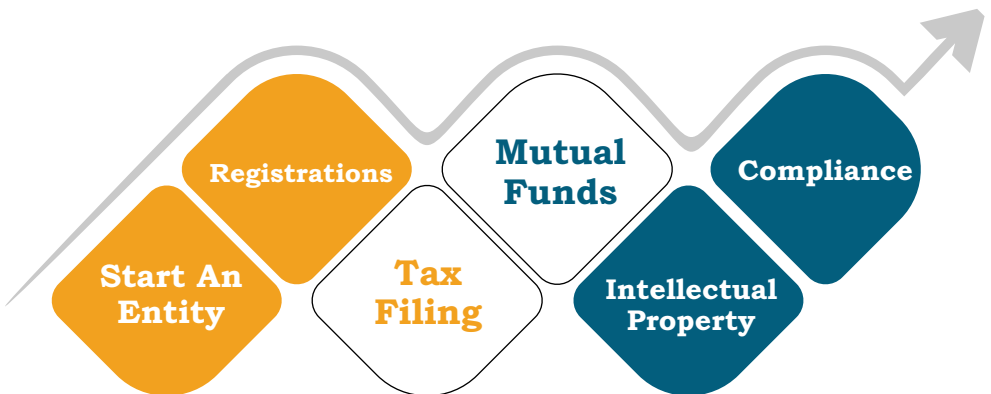 Start An
Entity
Registrations
Tax
Filing
Mutual
Funds
Intellectual
Property
Compliance